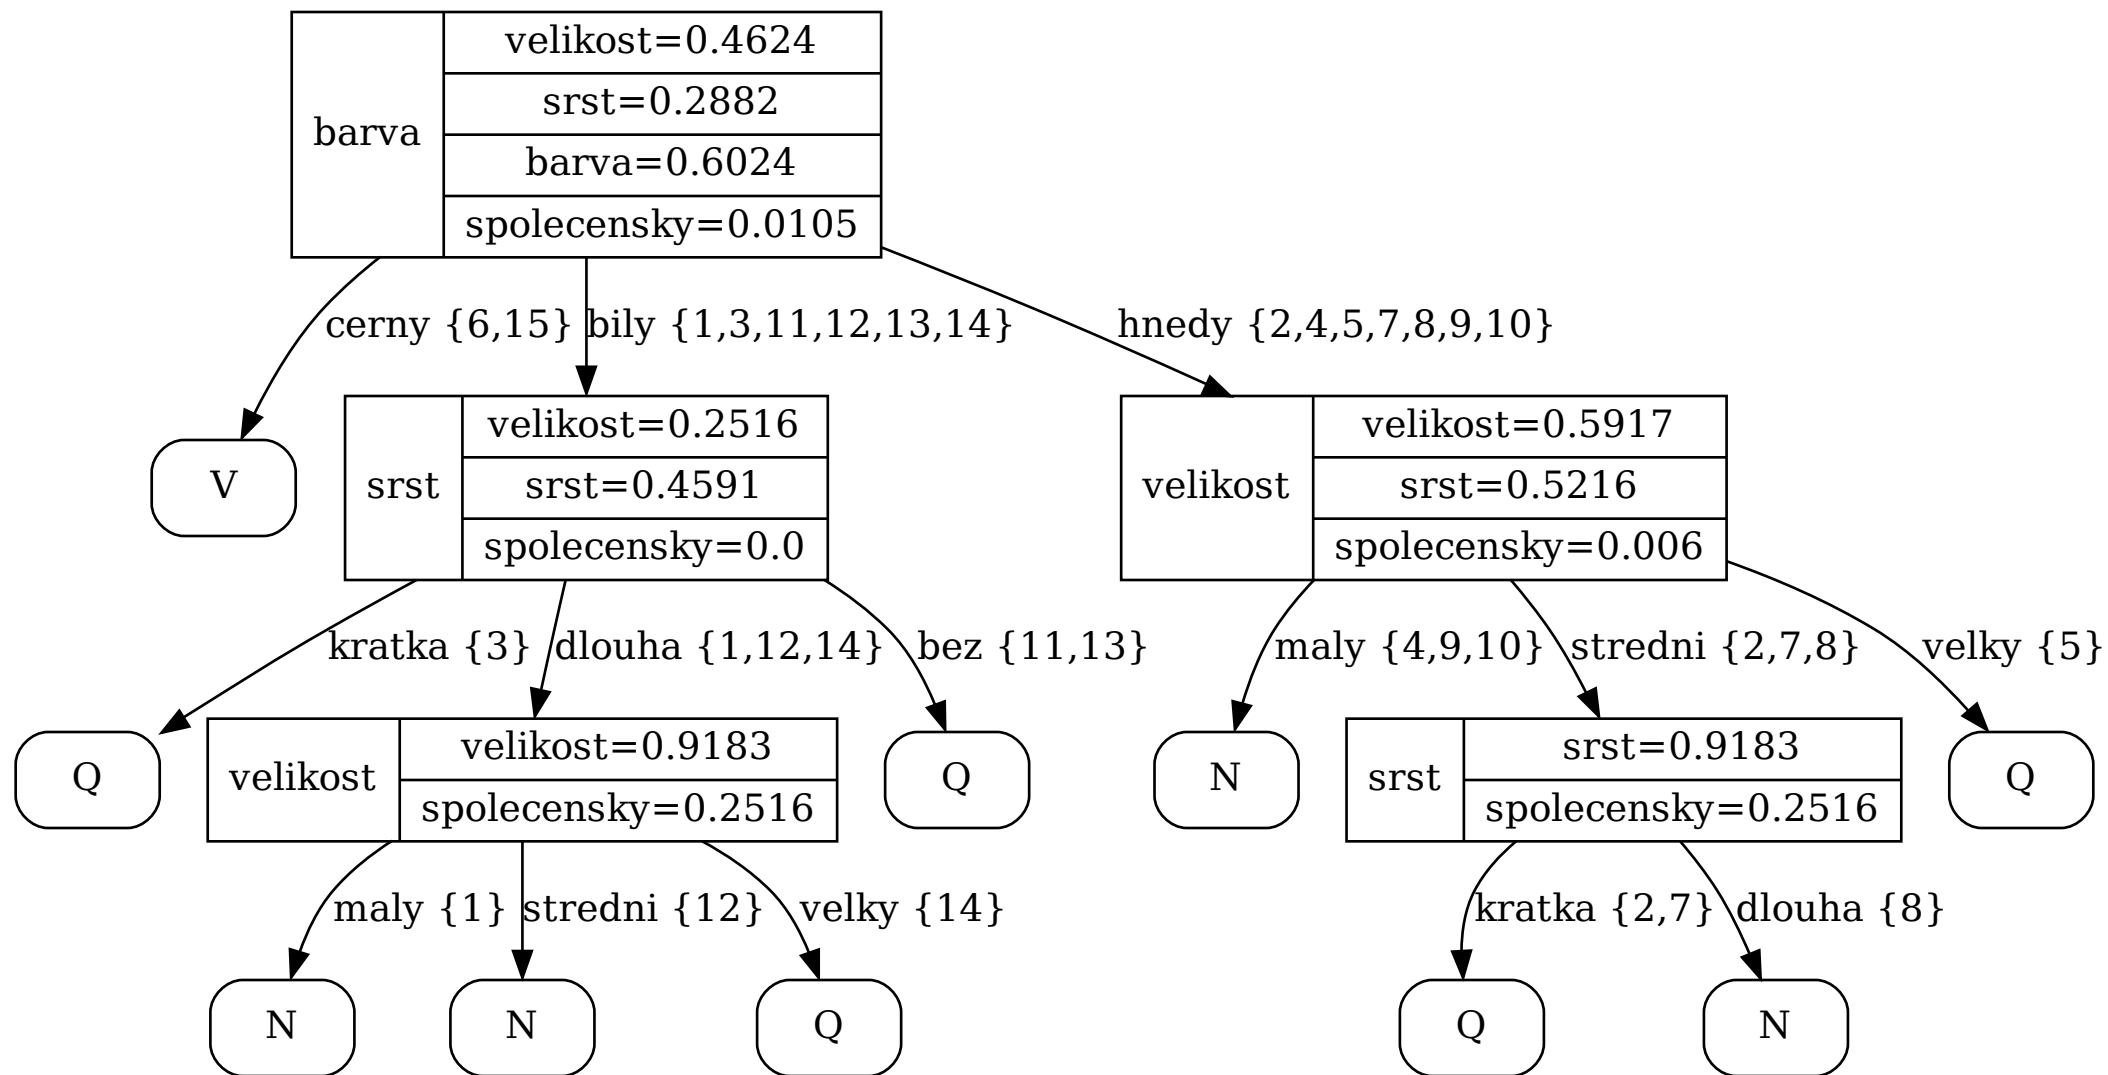 barva
velikost=0.4624
srst=0.2882
barva=0.6024
spolecensky=0.0105
cerny {6,15}
bily {1,3,11,12,13,14}
hnedy {2,4,5,7,8,9,10}
V
srst
velikost=0.2516
srst=0.4591
spolecensky=0.0
velikost
velikost=0.5917
srst=0.5216
spolecensky=0.006
kratka {3}
dlouha {1,12,14}
bez {11,13}
maly {4,9,10}
stredni {2,7,8}
velky {5}
Q
velikost
velikost=0.9183
spolecensky=0.2516
Q
N
srst
srst=0.9183
spolecensky=0.2516
Q
maly {1}
stredni {12}
velky {14}
kratka {2,7}
dlouha {8}
N
N
Q
Q
N